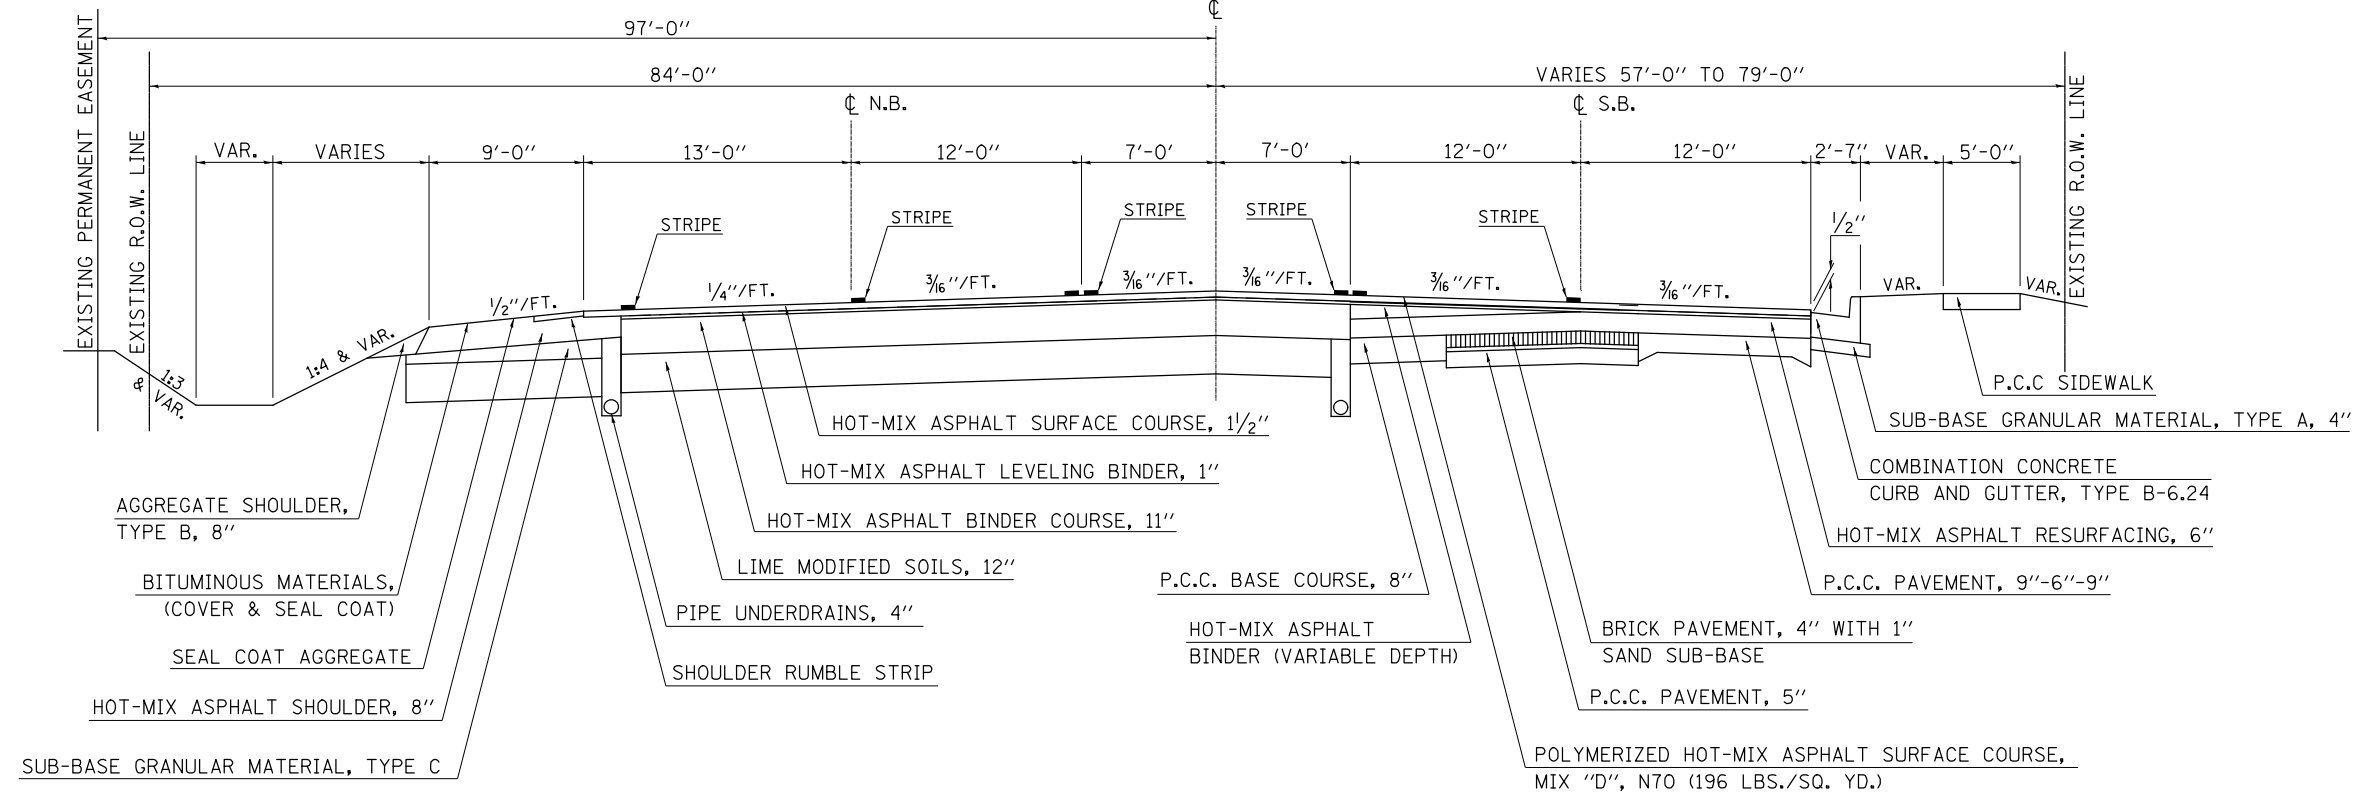 ℄
97'-0"
84'-0"
VARIES 57'-0" TO 79'-0"
℄ N.B.
℄ S.B.
EXISTING PERMANENT EASEMENT
EXISTING R.O.W. LINE
EXISTING R.O.W. LINE
VAR.
VARIES
9'-0"
13'-0"
12'-0"
7'-0'
7'-0'
12'-0"
12'-0"
2'-7"
VAR.
5'-0"
STRIPE
STRIPE
STRIPE
STRIPE
STRIPE
1/2"
1/2"/FT.
1/4"/FT.
3/16"/FT.
3/16"/FT.
3/16"/FT.
3/16"/FT.
3/16"/FT.
VAR.
VAR.
1:3
& VAR.
1:4 & VAR.
P.C.C SIDEWALK
SUB-BASE GRANULAR MATERIAL, TYPE A, 4"
COMBINATION CONCRETE
CURB AND GUTTER, TYPE B-6.24
HOT-MIX ASPHALT RESURFACING, 6"
P.C.C. PAVEMENT, 9"-6"-9"
HOT-MIX ASPHALT SURFACE COURSE, 1 1/2"
HOT-MIX ASPHALT LEVELING BINDER, 1"
HOT-MIX ASPHALT BINDER COURSE, 11"
LIME MODIFIED SOILS, 12"
PIPE UNDERDRAINS, 4"
SHOULDER RUMBLE STRIP
AGGREGATE SHOULDER,
TYPE B, 8"
BITUMINOUS MATERIALS,
(COVER & SEAL COAT)
SEAL COAT AGGREGATE
HOT-MIX ASPHALT SHOULDER, 8"
SUB-BASE GRANULAR MATERIAL, TYPE C
P.C.C. BASE COURSE, 8"
HOT-MIX ASPHALT
BINDER (VARIABLE DEPTH)
BRICK PAVEMENT, 4" WITH 1"
SAND SUB-BASE
P.C.C. PAVEMENT, 5"
POLYMERIZED HOT-MIX ASPHALT SURFACE COURSE,
MIX "D", N70 (196 LBS./SQ. YD.)